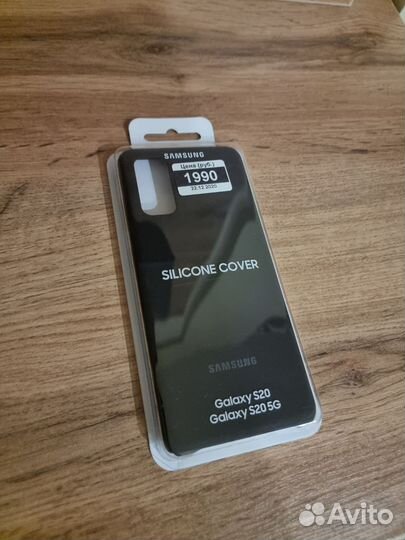 SAMSUNG
Цена (руб.)
1990
22.12.2020
SILICONE COVER
SAMSUNG
Galaxy S20
Galaxy S20 5G
Avito